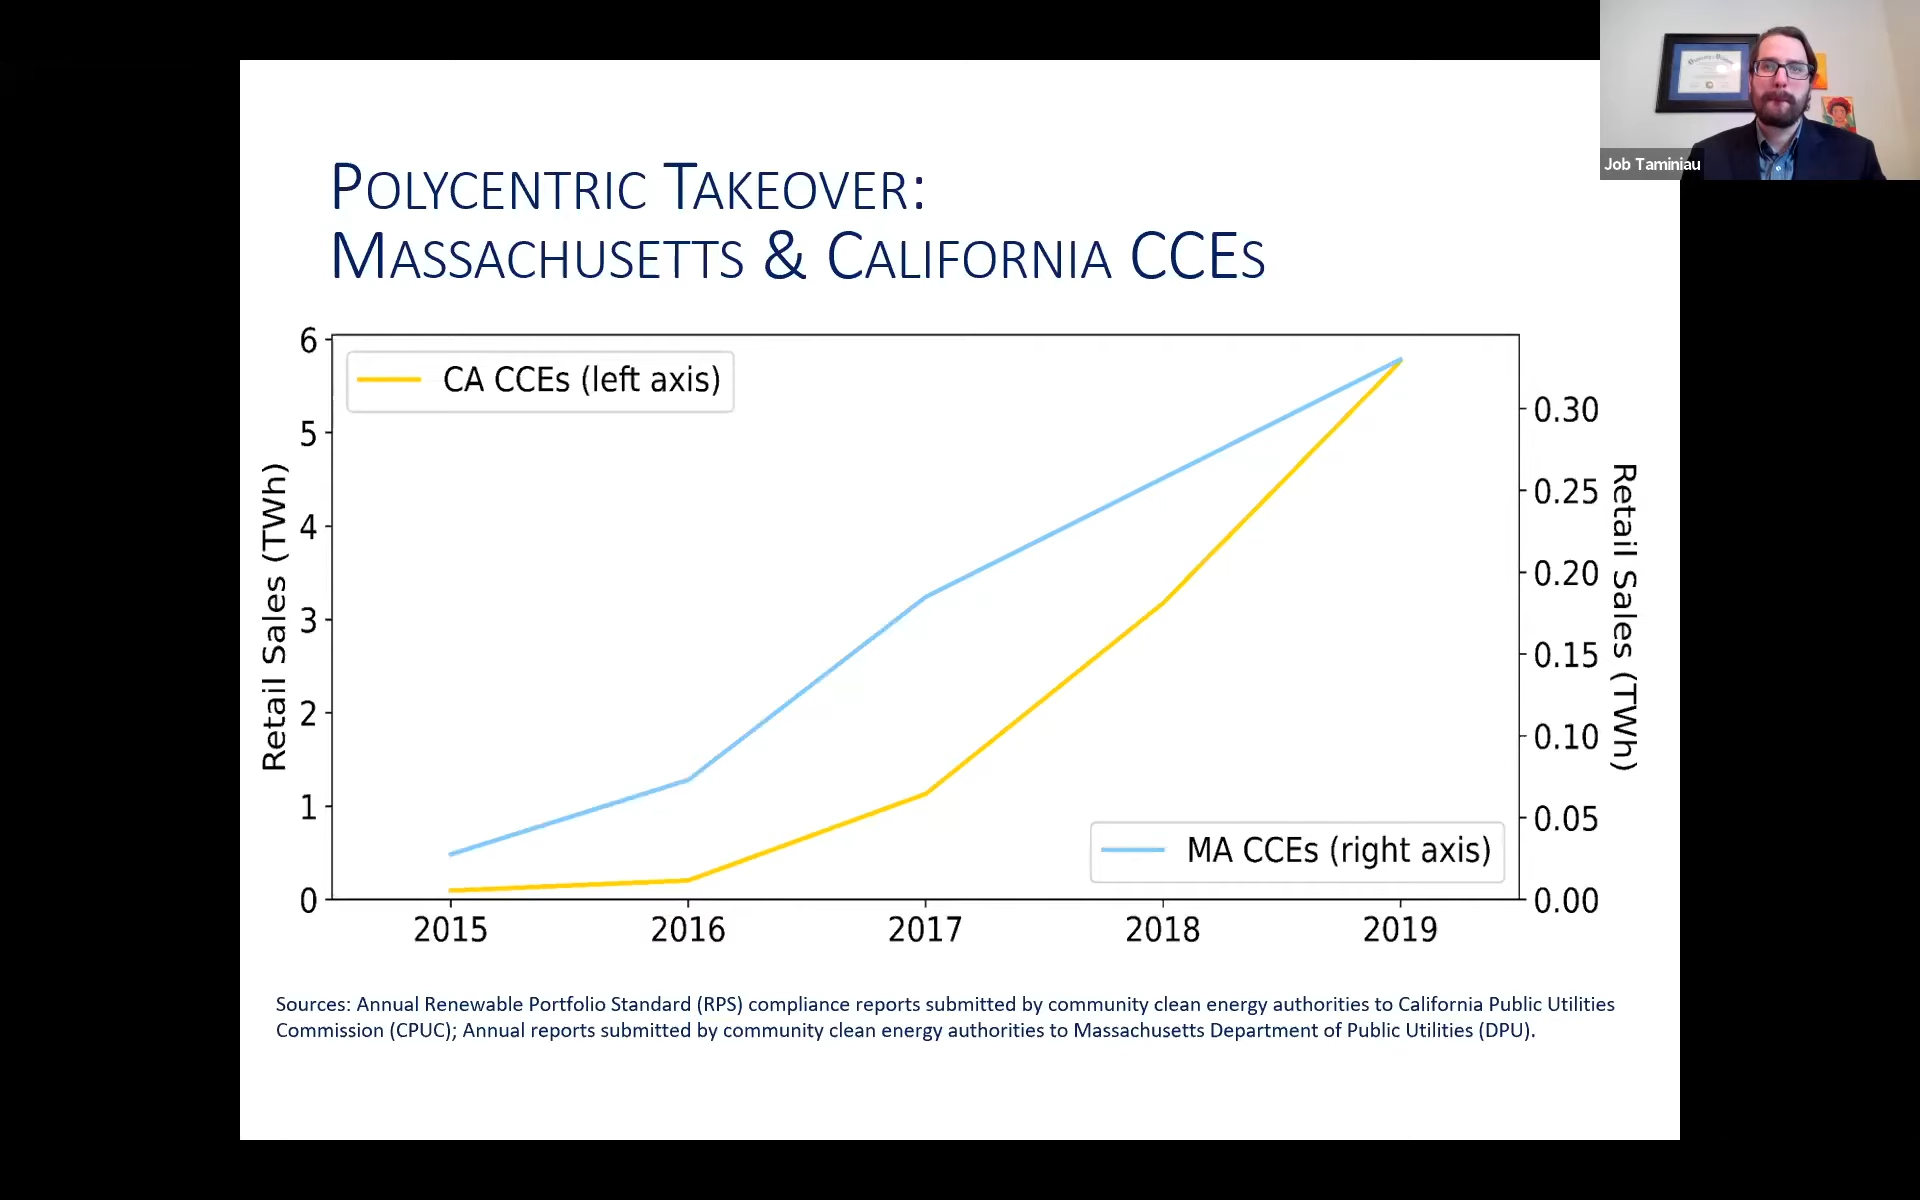 Job Taminiau
POLYCENTRIC TAKEOVER:
MASSACHUSETTS & CALIFORNIA CCES
6
5
4
3
2
1
0
Retail Sales (TWh)
CA CCEs (left axis)
MA CCEs (right axis)
0.30
0.25
0.20
0.15
0.10
0.05
0.00
Retail Sales (TWh)
2015 2016 2017 2018 2019
Sources: Annual Renewable Portfolio Standard (RPS) compliance reports submitted by community clean energy authorities to California Public Utilities
Commission (CPUC); Annual reports submitted by community clean energy authorities to Massachusetts Department of Public Utilities (DPU).